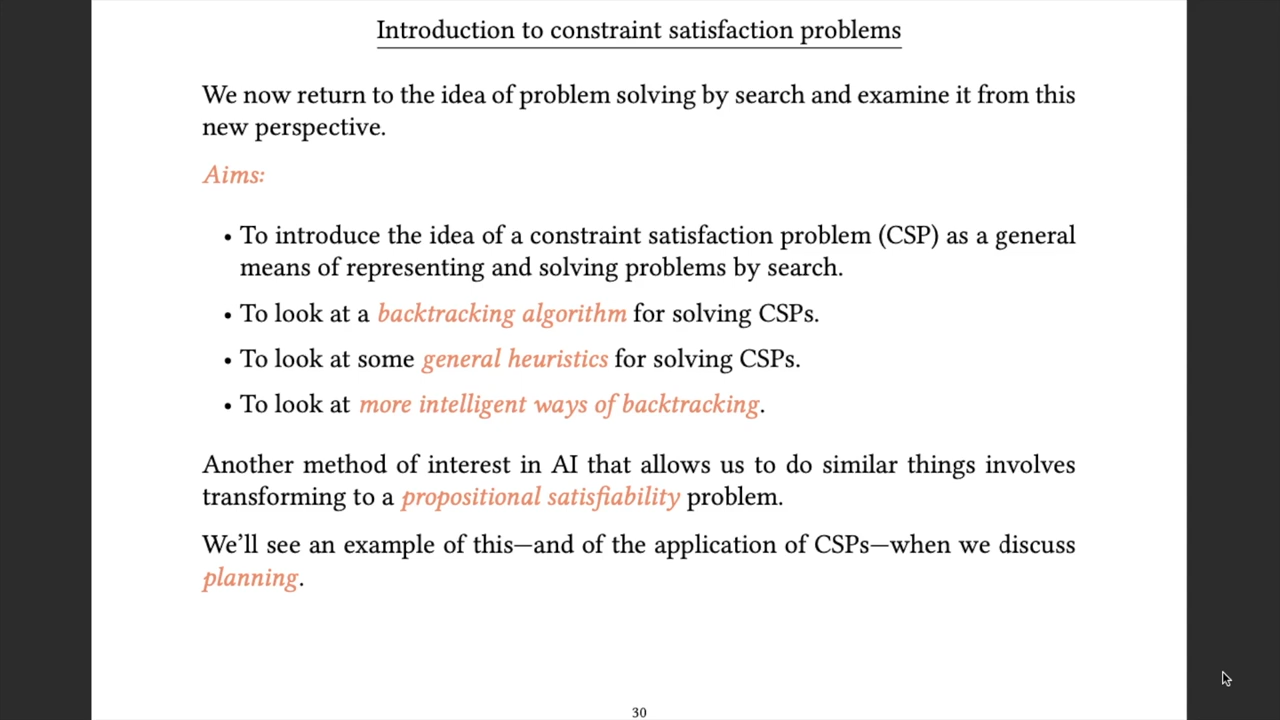 Introduction to constraint satisfaction problems
We now return to the idea of problem solving by search and examine it from this
new perspective.
Aims:
• To introduce the idea of a constraint satisfaction problem (CSP) as a general
means of representing and solving problems by search.
• To look at a backtracking algorithm for solving CSPs.
• To look at some general heuristics for solving CSPs.
• To look at more intelligent ways of backtracking.
Another method of interest in AI that allows us to do similar things involves
transforming to a propositional satisfiability problem.
We’ll see an example of this—and of the application of CSPs—when we discuss
planning.
30